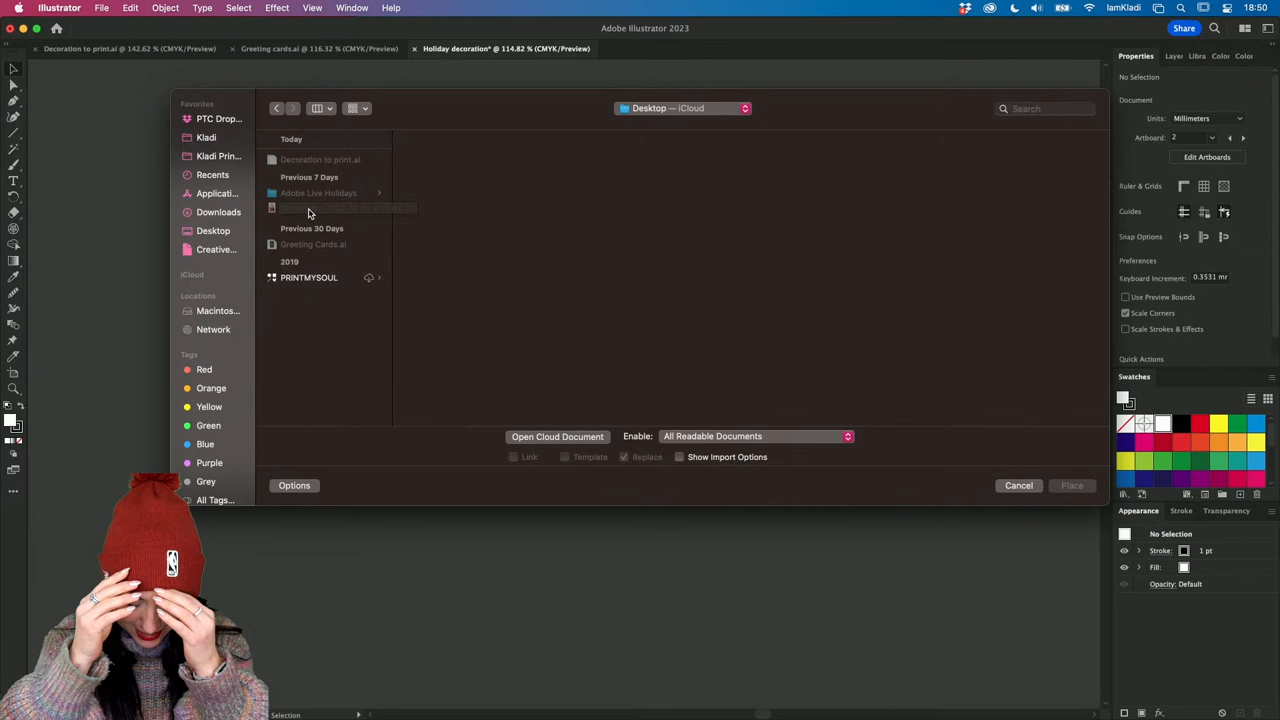 Illustrator File Edit Object Type Select Effect View Window Help IamKladi 18:50
Adobe Illustrator 2023 Share
Decoration to print.ai @ 142.62 % (CMYK/Preview) Greeting cards.ai @ 116.32 % (CMYK/Preview) Holiday decoration* @ 114.82 % (CMYK/Preview)
Properties Layer Libra Color Color
No Selection
Document
Units: Millimeters
Artboard: 2
Edit Artboards
Ruler & Grids
Guides
Snap Options
Preferences
Keyboard Increment: 0.3531 mr
Use Preview Bounds
Scale Corners
Scale Strokes & Effects
Quick Actions
Swatches
Appearance Stroke Transparency
No Selection
Stroke: 1 pt
Fill:
Opacity: Default
Favorites
PTC Drop...
Kladi
Kladi Prin...
Recents
Applicati...
Downloads
Desktop
Creative...
iCloud
Locations
Macintos...
Network
Tags
Red
Orange
Yellow
Green
Blue
Purple
Grey
All Tags...
Desktop — iCloud
Search
Today
Decoration to print.ai
Previous 7 Days
Adobe Live Holidays
Previous 30 Days
Greeting Cards.ai
2019
PRINTMYSOUL
Open Cloud Document Enable: All Readable Documents
Link Template Replace Show Import Options
Options Cancel Place
Selection